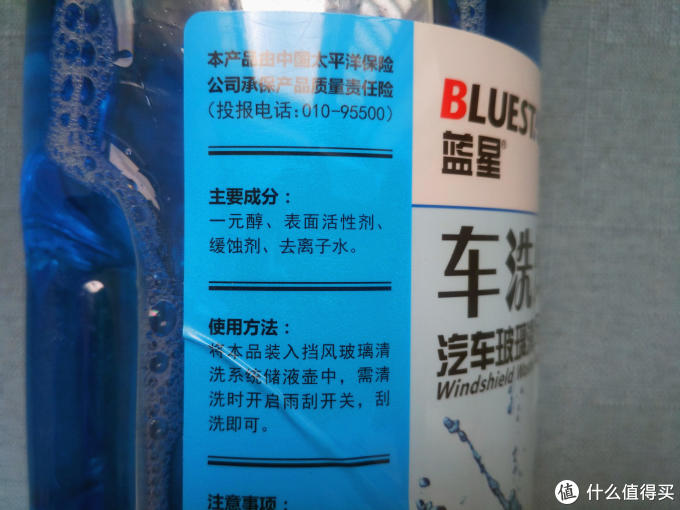 本产品由中国太平洋保险
公司承保产品质量责任险
(投报电话:010-95500)
主要成分：
一元醇、表面活性剂、
缓蚀剂、去离子水。
使用方法：
将本品装入挡风玻璃清
洗系统储液壶中，需清
洗时开启雨刮开关，刮
洗即可。
注意事项：
BLUEST
蓝星®
车洗
汽车玻璃
Windshield
值 什么值得买